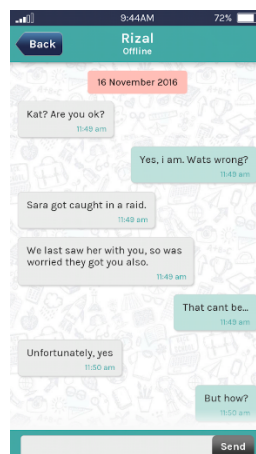 9:44AM
72%
Back
Rizal
Offline
16 November 2016
Kat? Are you ok?
11:49 am
Yes, i am. Wats wrong?
11:49 am
Sara got caught in a raid.
11:49 am
We last saw her with you, so was
worried they got you also.
11:49 am
That cant be...
11:49 am
Unfortunately, yes
11:50 am
But how?
11:50 am
Send